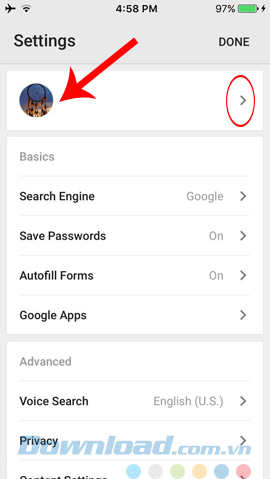 4:58 PM 97%
Settings DONE
Basics
Search Engine Google
Save Passwords On
Autofill Forms On
Google Apps
Advanced
Voice Search English (U.S.)
Privacy
Download.com.vn
Content Settings